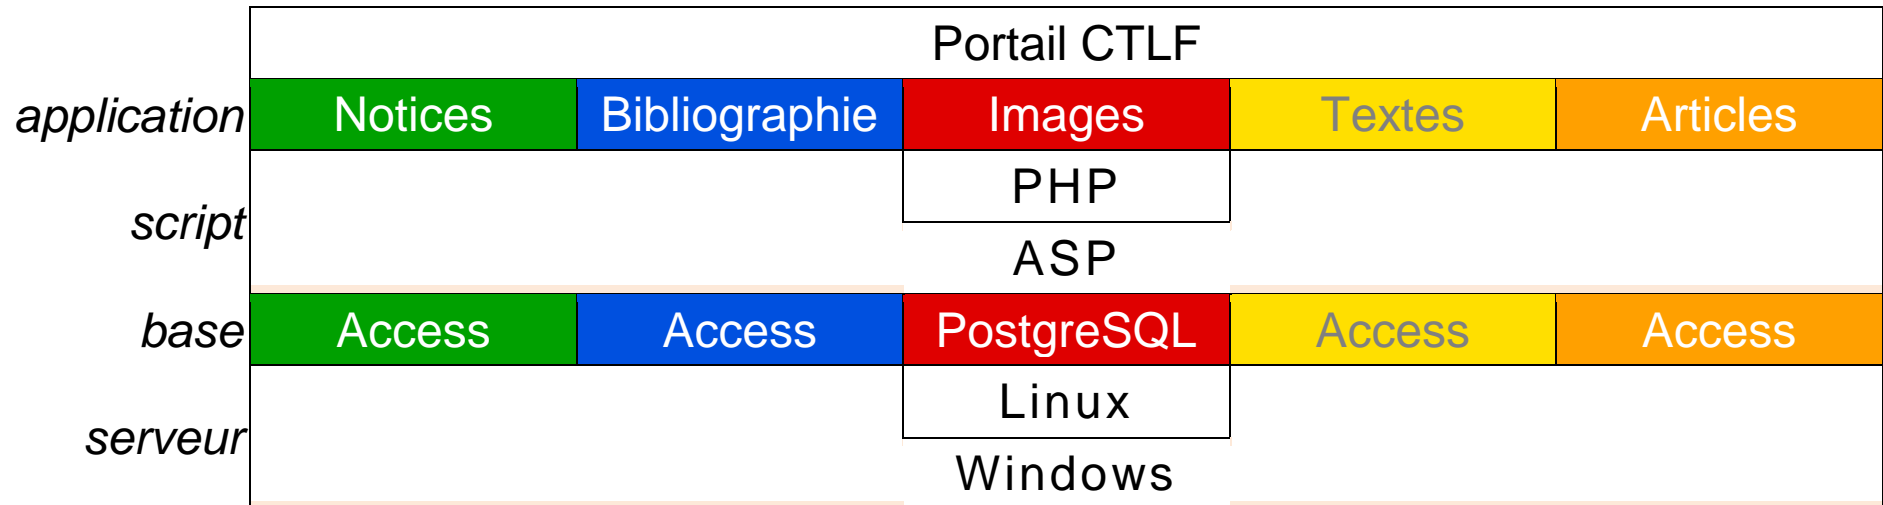 Portail CTLF
application Notices Bibliographie Images Textes Articles
PHP
script
ASP
base Access Access PostgreSQL Access Access
Linux
serveur
Windows